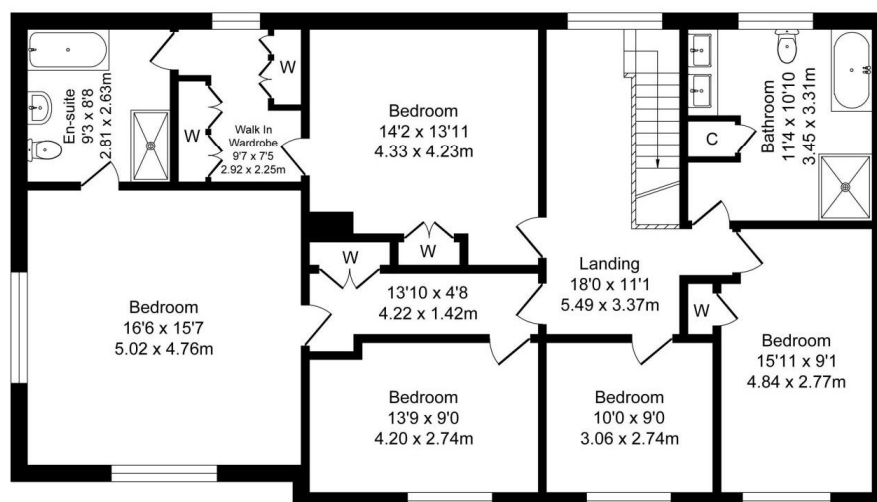 En-suite
9'3 x 8'8
2.81 x 2.63m
W
W
Walk In
Wardrobe
9'7 x 7'5
2.92 x 2.25m
Bedroom
14'2 x 13'11
4.33 x 4.23m
W
Bathroom
11'4 x 10'10
3.45 x 3.31m
C
Landing
18'0 x 11'1
5.49 x 3.37m
W
13'10 x 4'8
4.22 x 1.42m
W
Bedroom
16'6 x 15'7
5.02 x 4.76m
Bedroom
15'11 x 9'1
4.84 x 2.77m
Bedroom
13'9 x 9'0
4.20 x 2.74m
Bedroom
10'0 x 9'0
3.06 x 2.74m